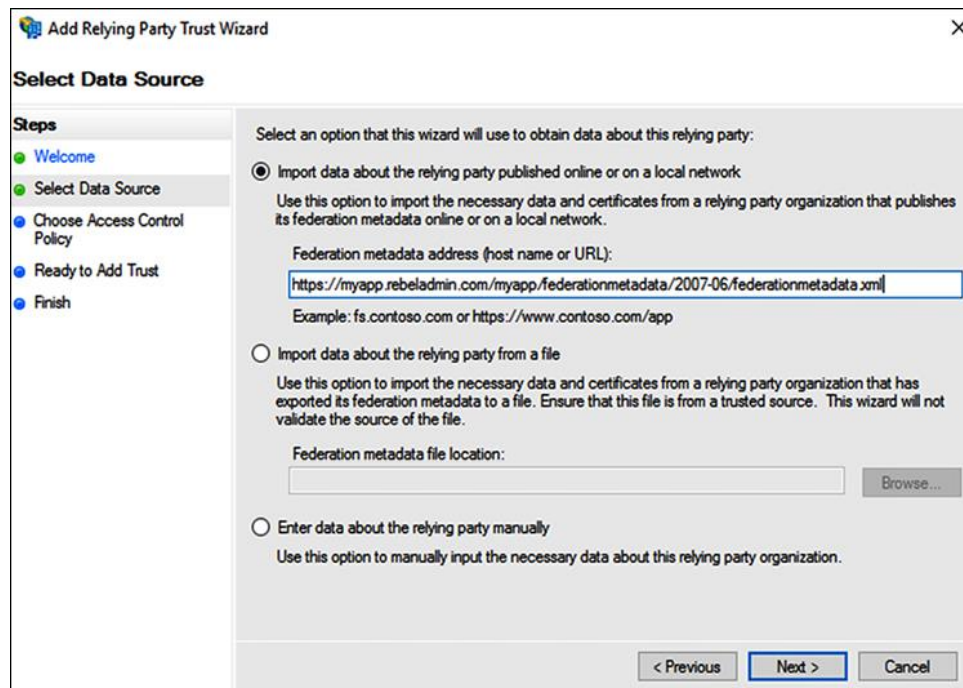 Add Relying Party Trust Wizard
Select Data Source
Steps
Welcome
Select Data Source
Choose Access Control
Policy
Ready to Add Trust
Finish
Select an option that this wizard will use to obtain data about this relying party:
Import data about the relying party published online or on a local network
Use this option to import the necessary data and certificates from a relying party organization that publishes
its federation metadata online or on a local network.
Federation metadata address (host name or URL):
https://myapp.rebeladmin.com/myapp/federationmetadata/2007-06/federationmetadata.xml
Example: fs.contoso.com or https://www.contoso.com/app
Import data about the relying party from a file
Use this option to import the necessary data and certificates from a relying party organization that has
exported its federation metadata to a file. Ensure that this file is from a trusted source. This wizard will not
validate the source of the file.
Federation metadata file location:
Browse...
Enter data about the relying party manually
Use this option to manually input the necessary data about this relying party organization.
< Previous
Next >
Cancel